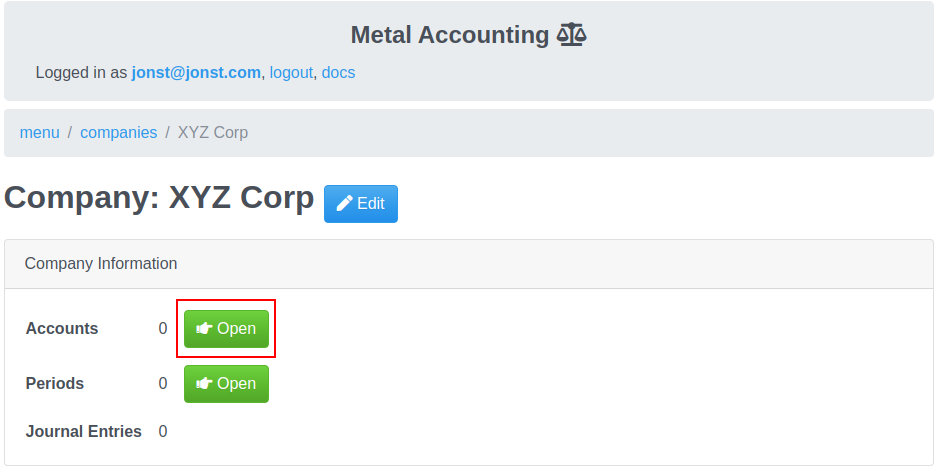 Metal Accounting
Logged in as jonst@jonst.com, logout, docs
menu / companies / XYZ Corp
Company: XYZ Corp Edit
Company Information
Accounts 0 Open
Periods 0 Open
Journal Entries 0